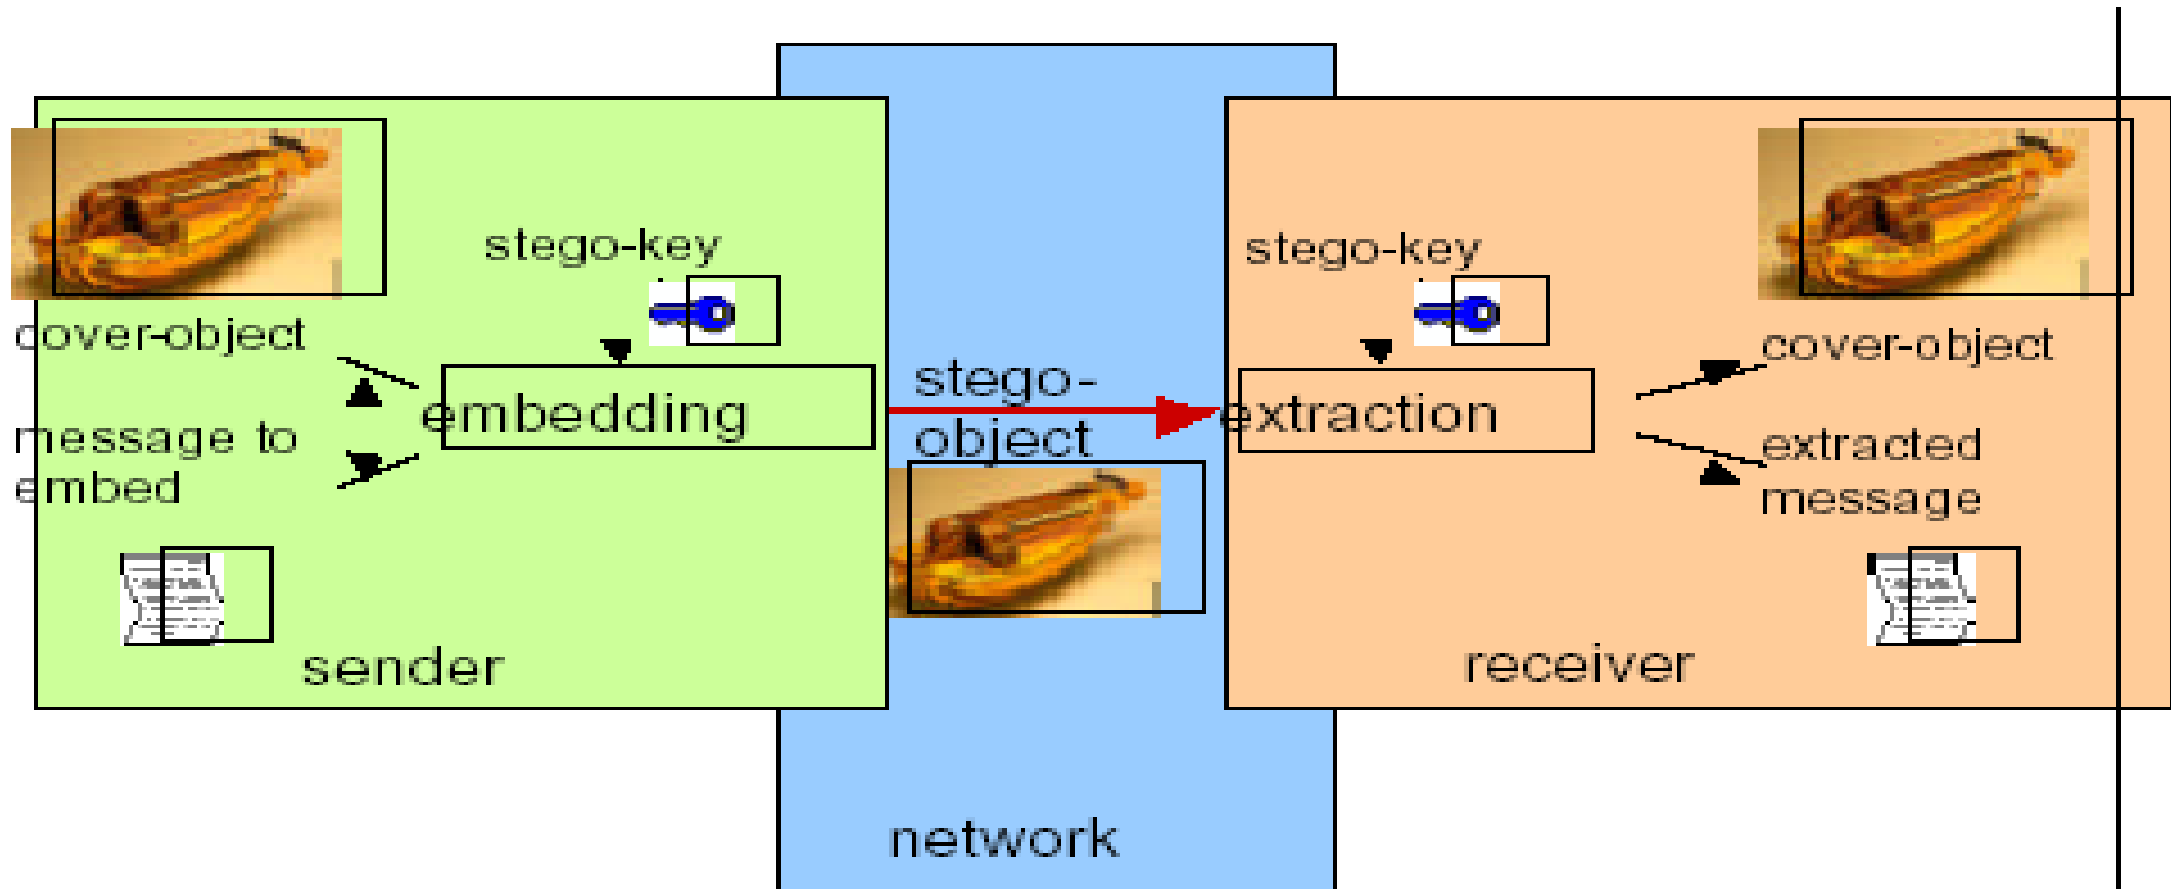 stego-key
cover-object
embedding
message to
embed
sender
stego-
object
network
stego-key
extraction
cover-object
extracted
message
receiver